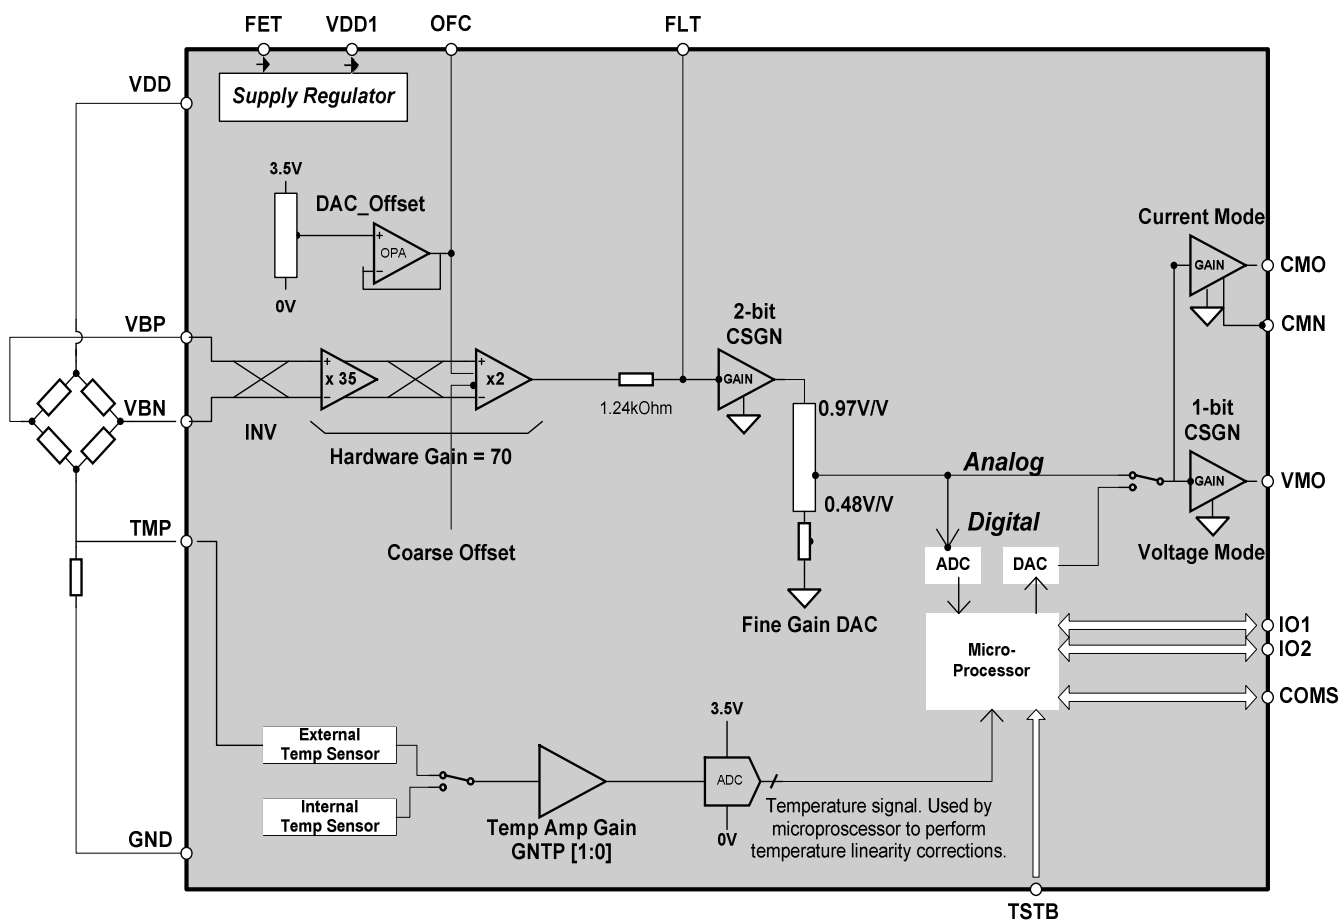 FET
VDD1
OFC
FLT
VDD
Supply Regulator
3.5V
DAC_Offset
+
OPA
−
0V
Current Mode
GAIN
CMO
CMN
VBP
2-bit
CSGN
+
x 35
−
+
x2
−
GAIN
1.24kOhm
VBN
INV
Hardware Gain = 70
0.97V/V
1-bit
CSGN
Analog
GAIN
VMO
0.48V/V
Digital
TMP
Coarse Offset
ADC
DAC
Voltage Mode
Fine Gain DAC
IO1
IO2
Micro-
Processor
COMS
3.5V
External
Temp Sensor
ADC
Internal
Temp Sensor
Temp Amp Gain
GNTP [1:0]
0V
Temperature signal. Used by
microproscessor to perform
temperature linearity corrections.
GND
TSTB